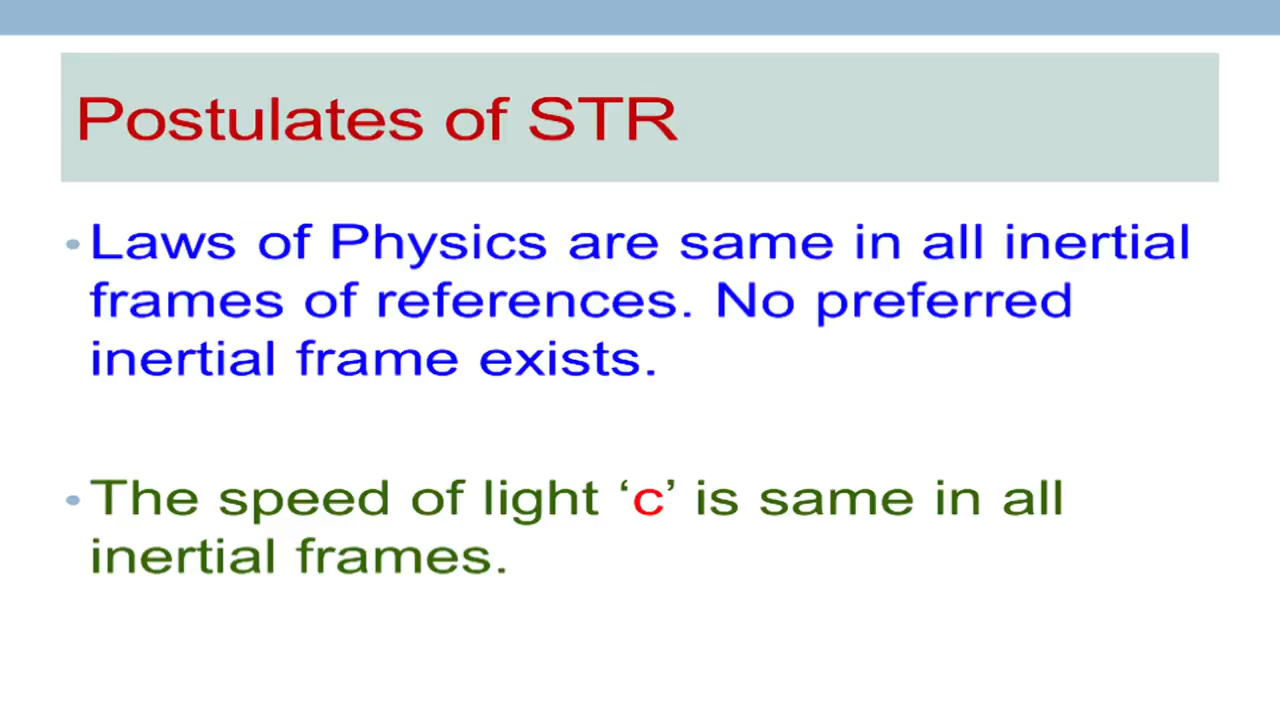 Postulates of STR
• Laws of Physics are same in all inertial
frames of references. No preferred
inertial frame exists.
• The speed of light ‘c’ is same in all
inertial frames.